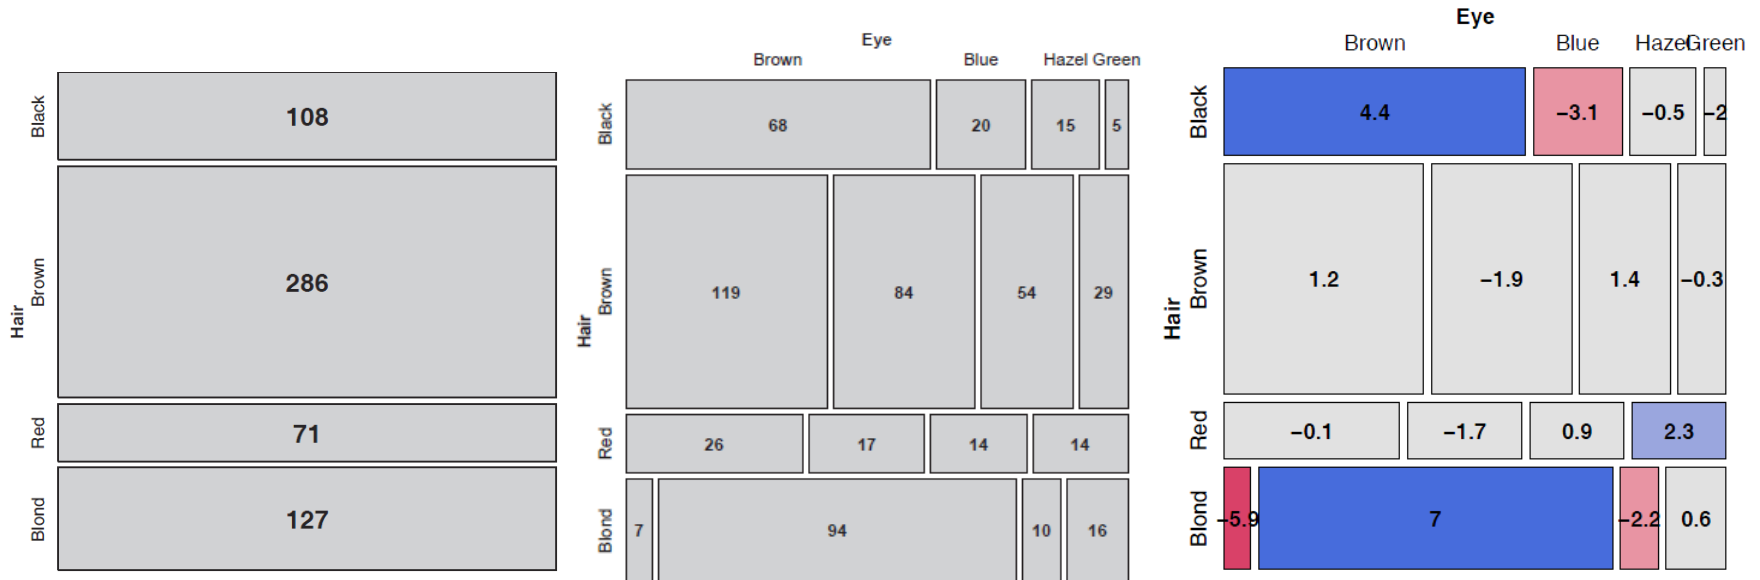 Hair
Black
108
Brown
286
Red
71
Blond
127
Eye
Brown Blue Hazel Green
Hair
Black
68 20 15 5
Brown
119 84 54 29
Red
26 17 14 14
Blond
7 94 10 16
Eye
Brown Blue Hazel Green
Hair
Black
4.4 −3.1 −0.5 −2
Brown
1.2 −1.9 1.4 −0.3
Red
−0.1 −1.7 0.9 2.3
Blond
−5.9 7 −2.2 0.6